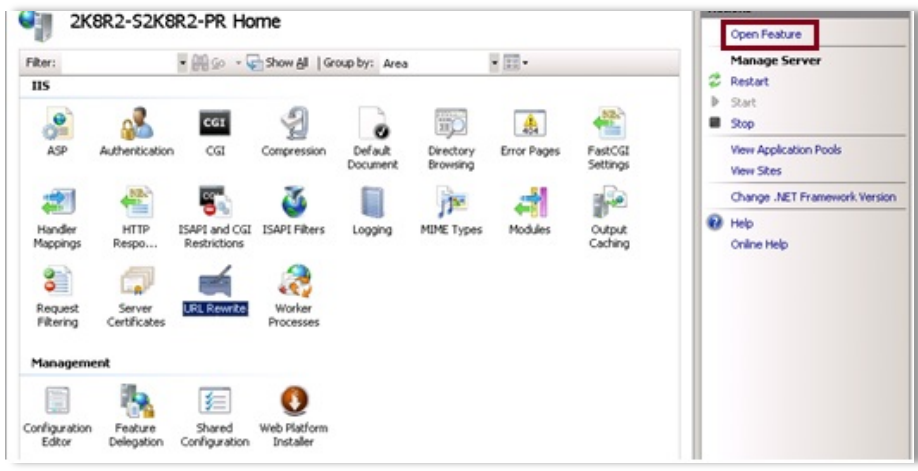 2K8R2-S2K8R2-PR Home
Filter:
Go
Show All
Group by: Area
IIS
ASP
Authentication
CGI
Compression
Default Document
Directory Browsing
Error Pages
FastCGI Settings
Handler Mappings
HTTP Respo...
ISAPI and CGI Restrictions
ISAPI Filters
Logging
MIME Types
Modules
Output Caching
Request Filtering
Server Certificates
URL Rewrite
Worker Processes
Management
Configuration Editor
Feature Delegation
Shared Configuration
Web Platform Installer
Open Feature
Manage Server
Restart
Start
Stop
View Application Pools
View Sites
Change .NET Framework Version
Help
Online Help